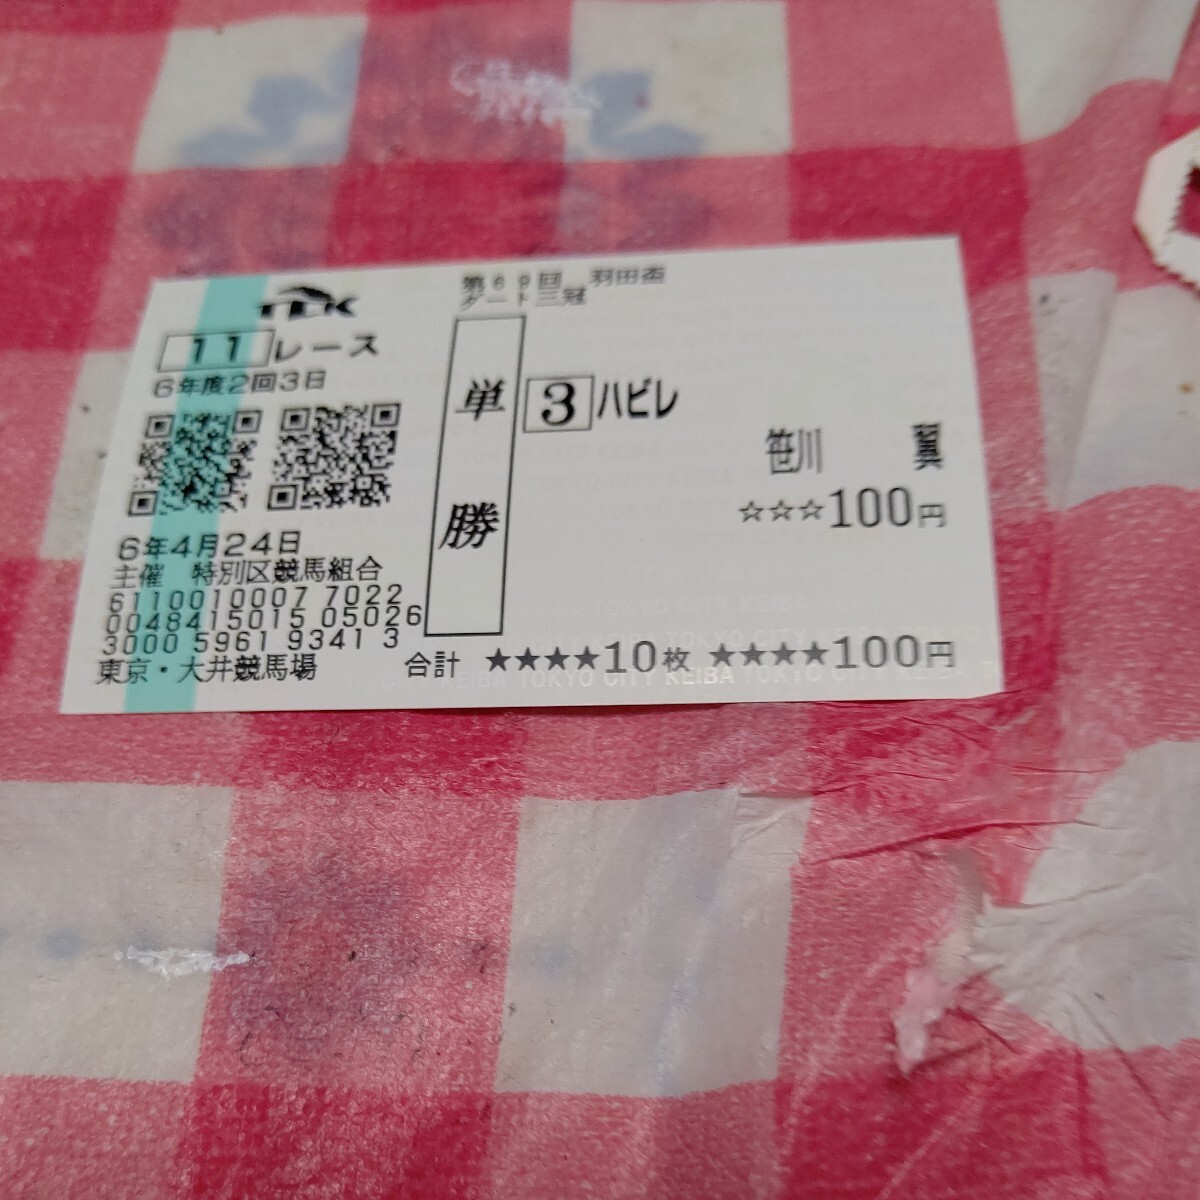 TCK
第69回 羽田盃
ダート三冠
11レース
6年度2回3日
単勝
3 ハビレ
笹川 翼
☆☆☆100円
6年4月24日
主催 特別区競馬組合
6110010007 7022
0048415015 05026
3000 5961 9341 3
東京・大井競馬場
合計 ★★★★10枚 ★★★★100円
TOKYO CITY KEIBA TOKYO CITY KEIBA